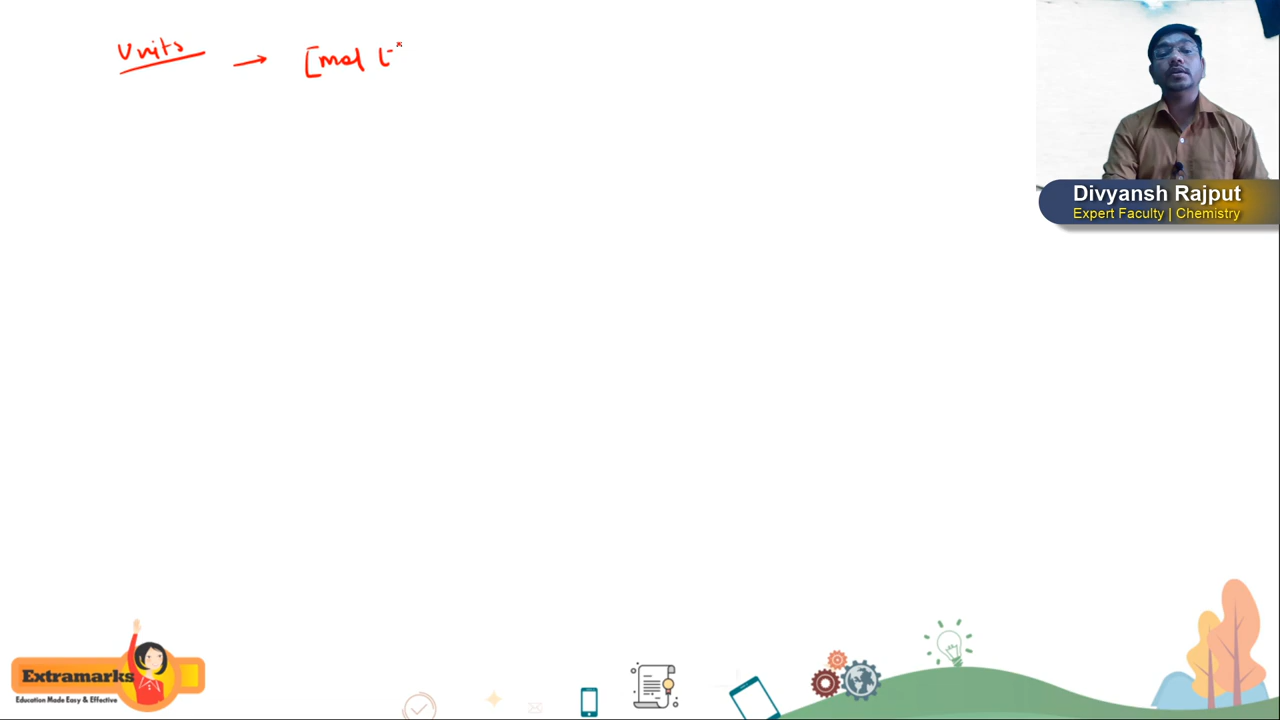 Units → [mol L-
Divyansh Rajput
Expert Faculty | Chemistry
Extramarks
Education Made Easy & Effective